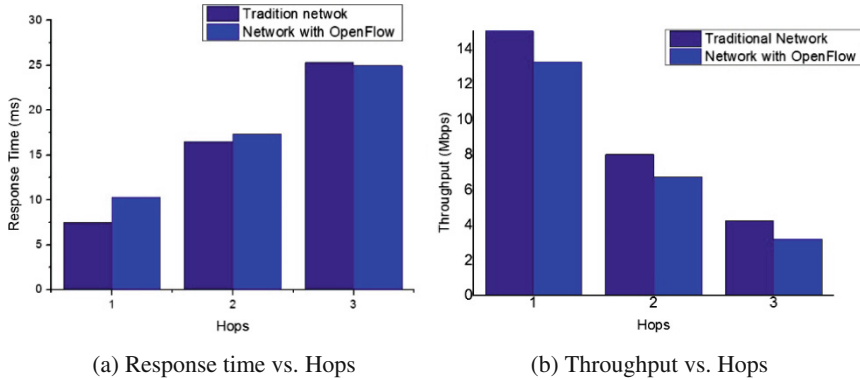 Tradition netwok
Network with OpenFlow
30
25
20
15
10
5
0
Response Time (ms)
1 2 3
Hops
(a) Response time vs. Hops
Traditional Network
Network with OpenFlow
14
12
10
8
6
4
2
0
Throughput (Mbps)
1 2 3
Hops
(b) Throughput vs. Hops